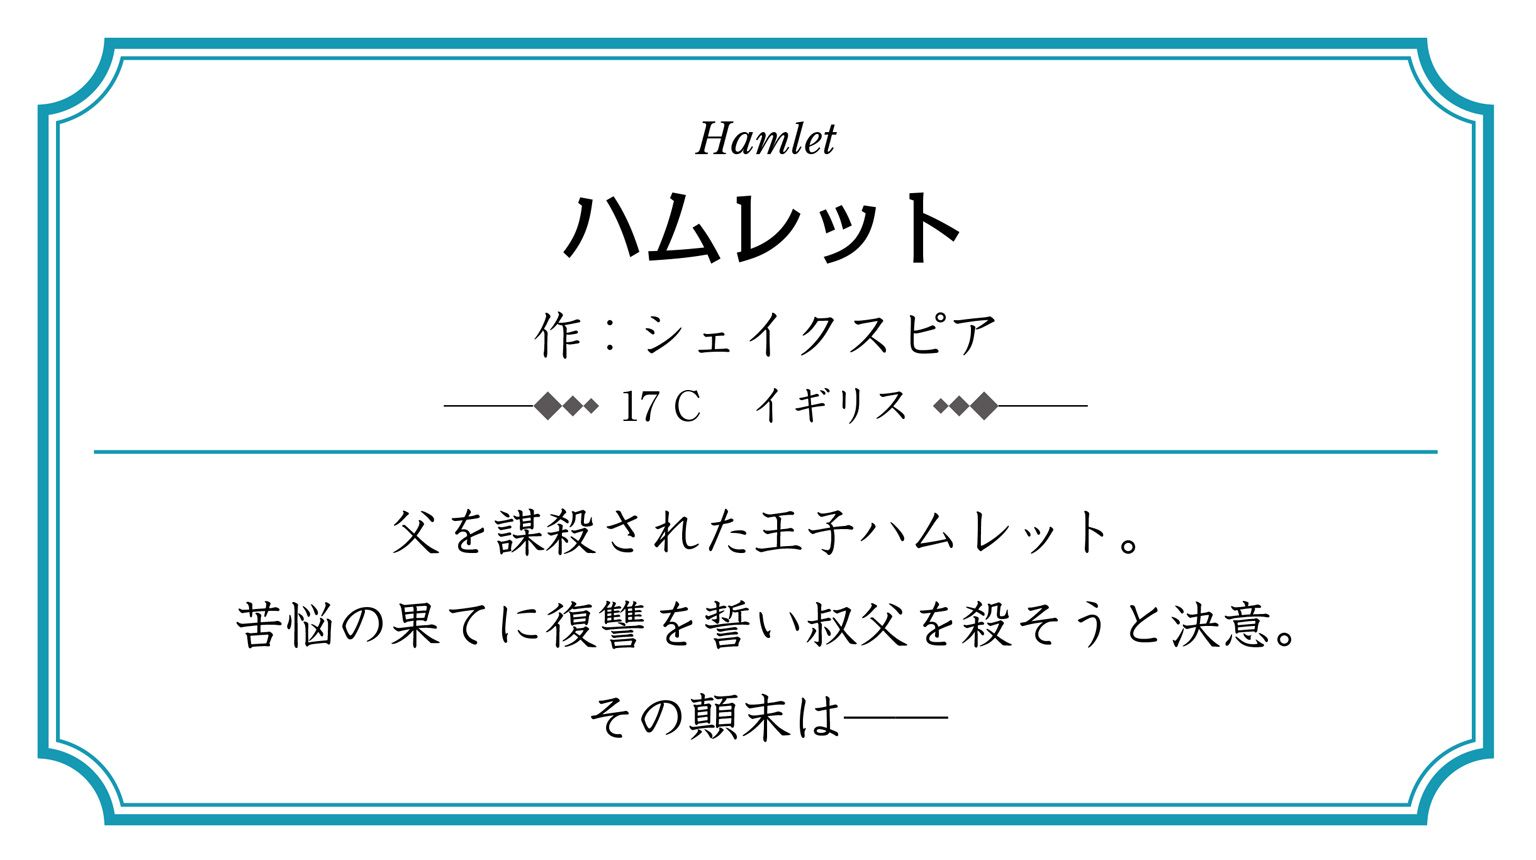 Hamlet
ハムレット
作：シェイクスピア
17C　イギリス
父を謀殺された王子ハムレット。
苦悩の果てに復讐を誓い叔父を殺そうと決意。
その顛末は――